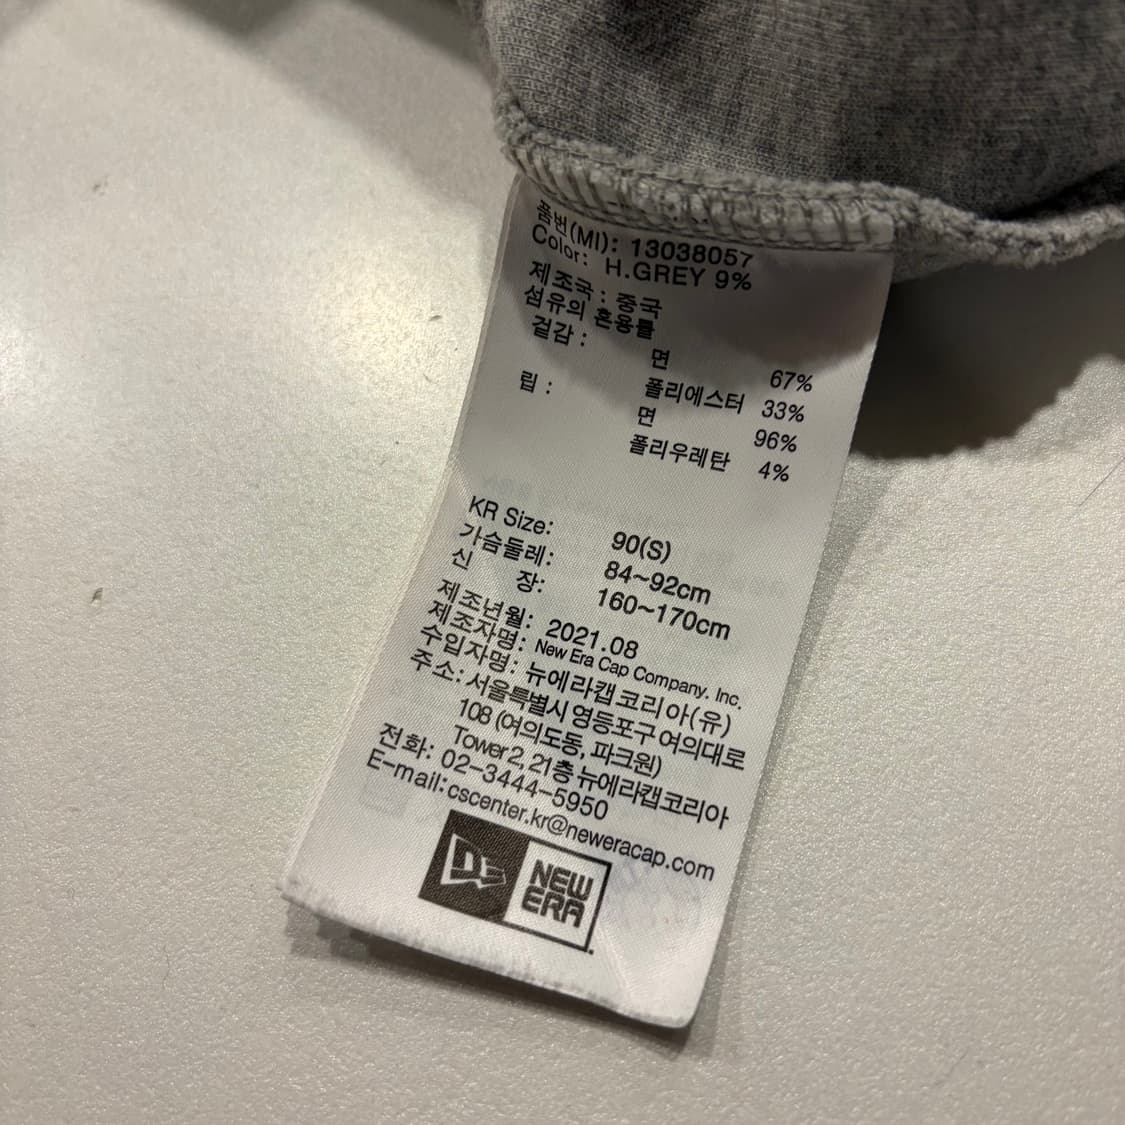 품번(MI): 13038057
Color: H.GREY 9%
제조국 : 중국
섬유의 혼용률
겉감 : 면 67%
폴리에스터 33%
립 : 면 96%
폴리우레탄 4%
KR Size: 90(S)
가슴둘레: 84~92cm
신 장: 160~170cm
제조년월: 2021.08
제조자명: New Era Cap Company. Inc.
수입자명: 뉴에라캡코리아(유)
주소: 서울특별시 영등포구 여의대로
108 (여의도동, 파크원)
Tower 2, 21층 뉴에라캡코리아
전화: 02-3444-5950
E-mail:cscenter.kr@neweracap.com
NEW
ERA